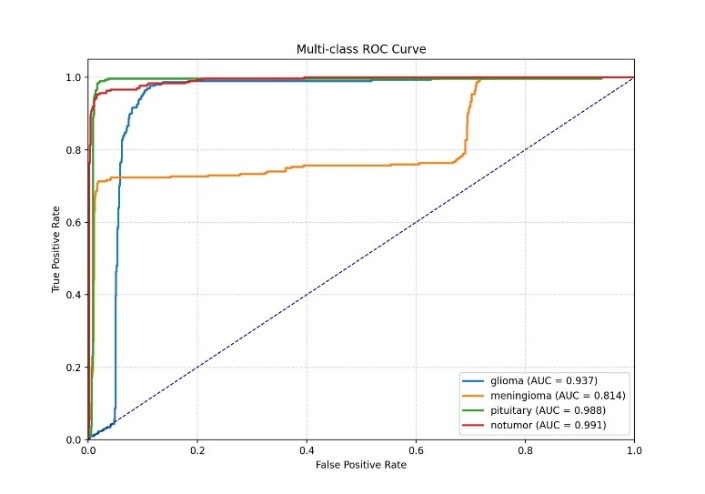 Multi-class ROC Curve
1.0
0.8
0.6
0.4
0.2
0.0
True Positive Rate
0.0 0.2 0.4 0.6 0.8 1.0
False Positive Rate
glioma (AUC = 0.937)
meningioma (AUC = 0.814)
pituitary (AUC = 0.988)
notumor (AUC = 0.991)